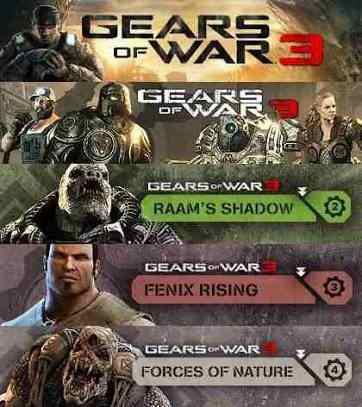 GEARS
OF WAR 3
GEARS
OF WAR 3
GEARS OF WAR 3
RAAM'S SHADOW 2
GEARS OF WAR 3
FENIX RISING 3
GEARS OF WAR 3
FORCES OF NATURE 4